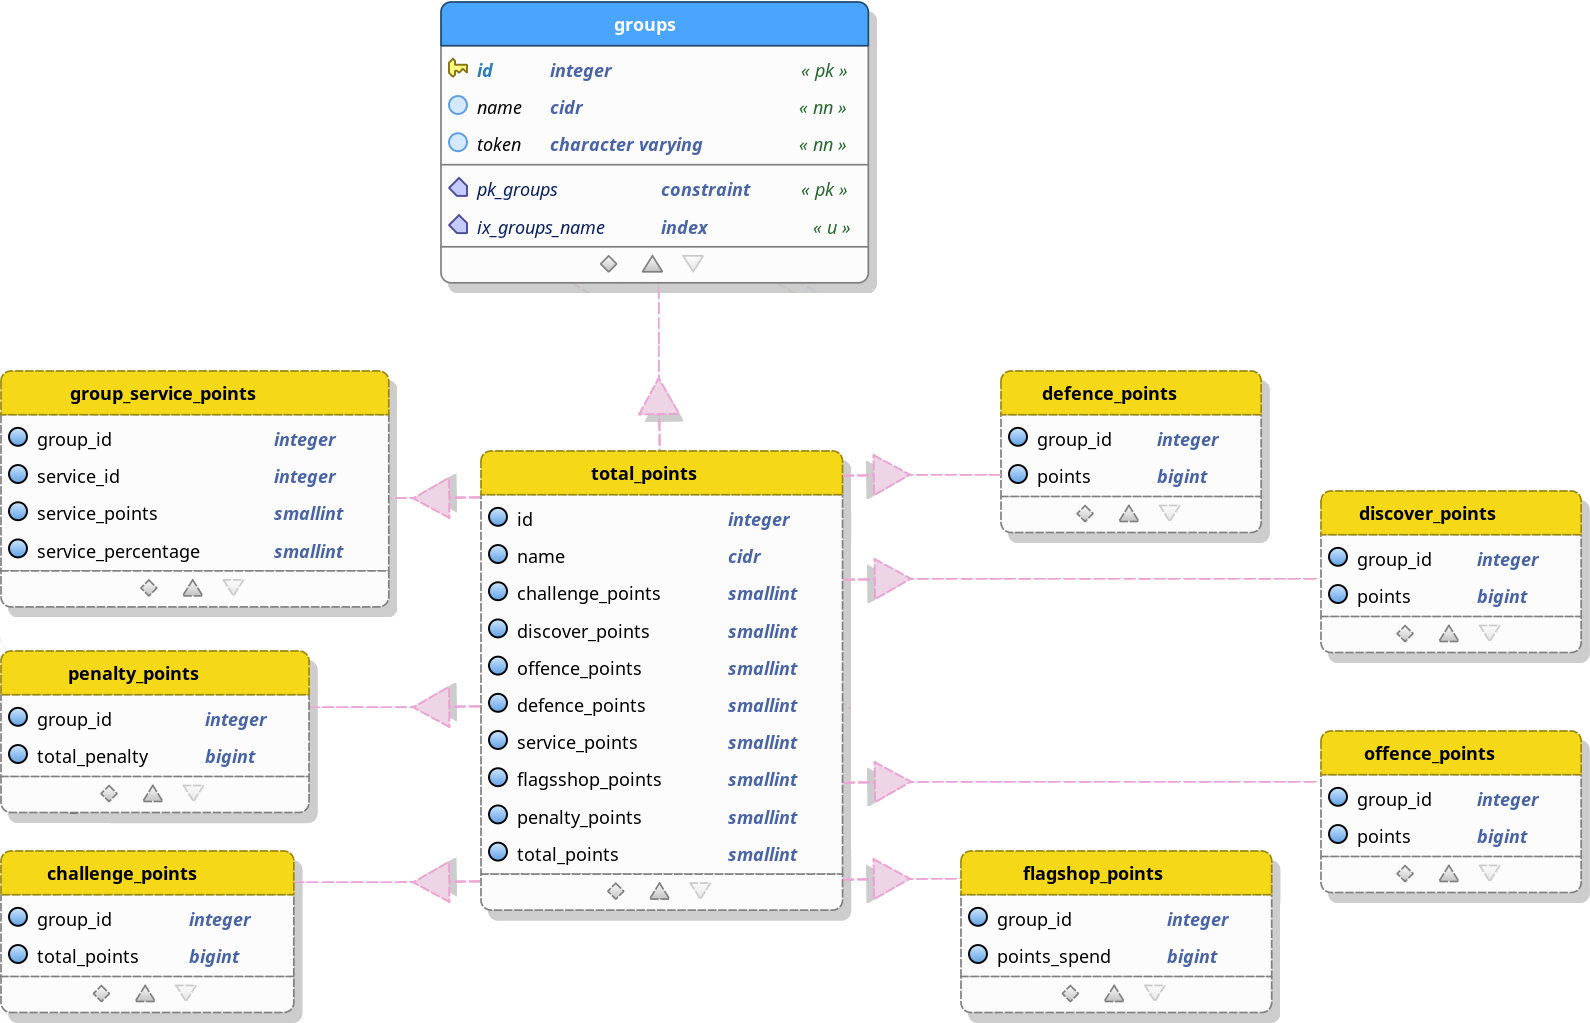 groups
id integer « pk »
name cidr « nn »
token character varying « nn »
pk_groups constraint « pk »
ix_groups_name index « u »
group_service_points
group_id integer
service_id integer
service_points smallint
service_percentage smallint
penalty_points
group_id integer
total_penalty bigint
challenge_points
group_id integer
total_points bigint
total_points
id integer
name cidr
challenge_points smallint
discover_points smallint
offence_points smallint
defence_points smallint
service_points smallint
flagsshop_points smallint
penalty_points smallint
total_points smallint
defence_points
group_id integer
points bigint
discover_points
group_id integer
points bigint
offence_points
group_id integer
points bigint
flagshop_points
group_id integer
points_spend bigint